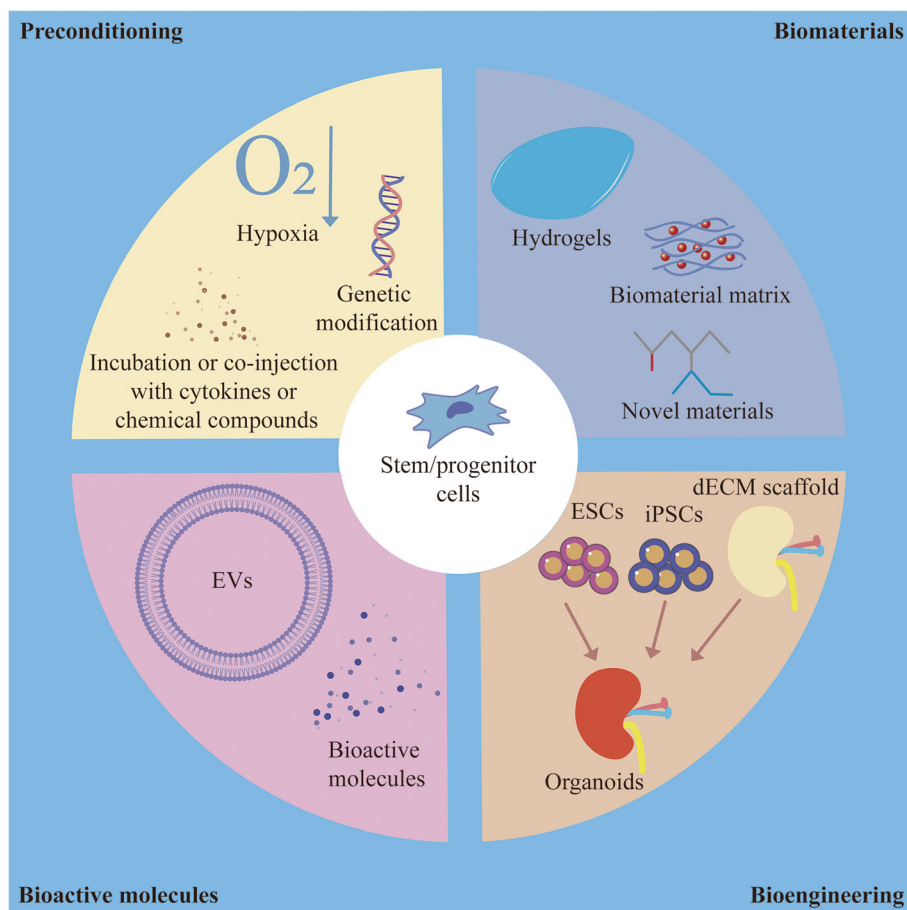 Preconditioning
Biomaterials
O2
Hypoxia
Genetic
modification
Incubation or co-injection
with cytokines or
chemical compounds
Hydrogels
Biomaterial matrix
Novel materials
Stem/progenitor
cells
EVs
Bioactive
molecules
dECM scaffold
ESCs
iPSCs
Organoids
Bioactive molecules
Bioengineering